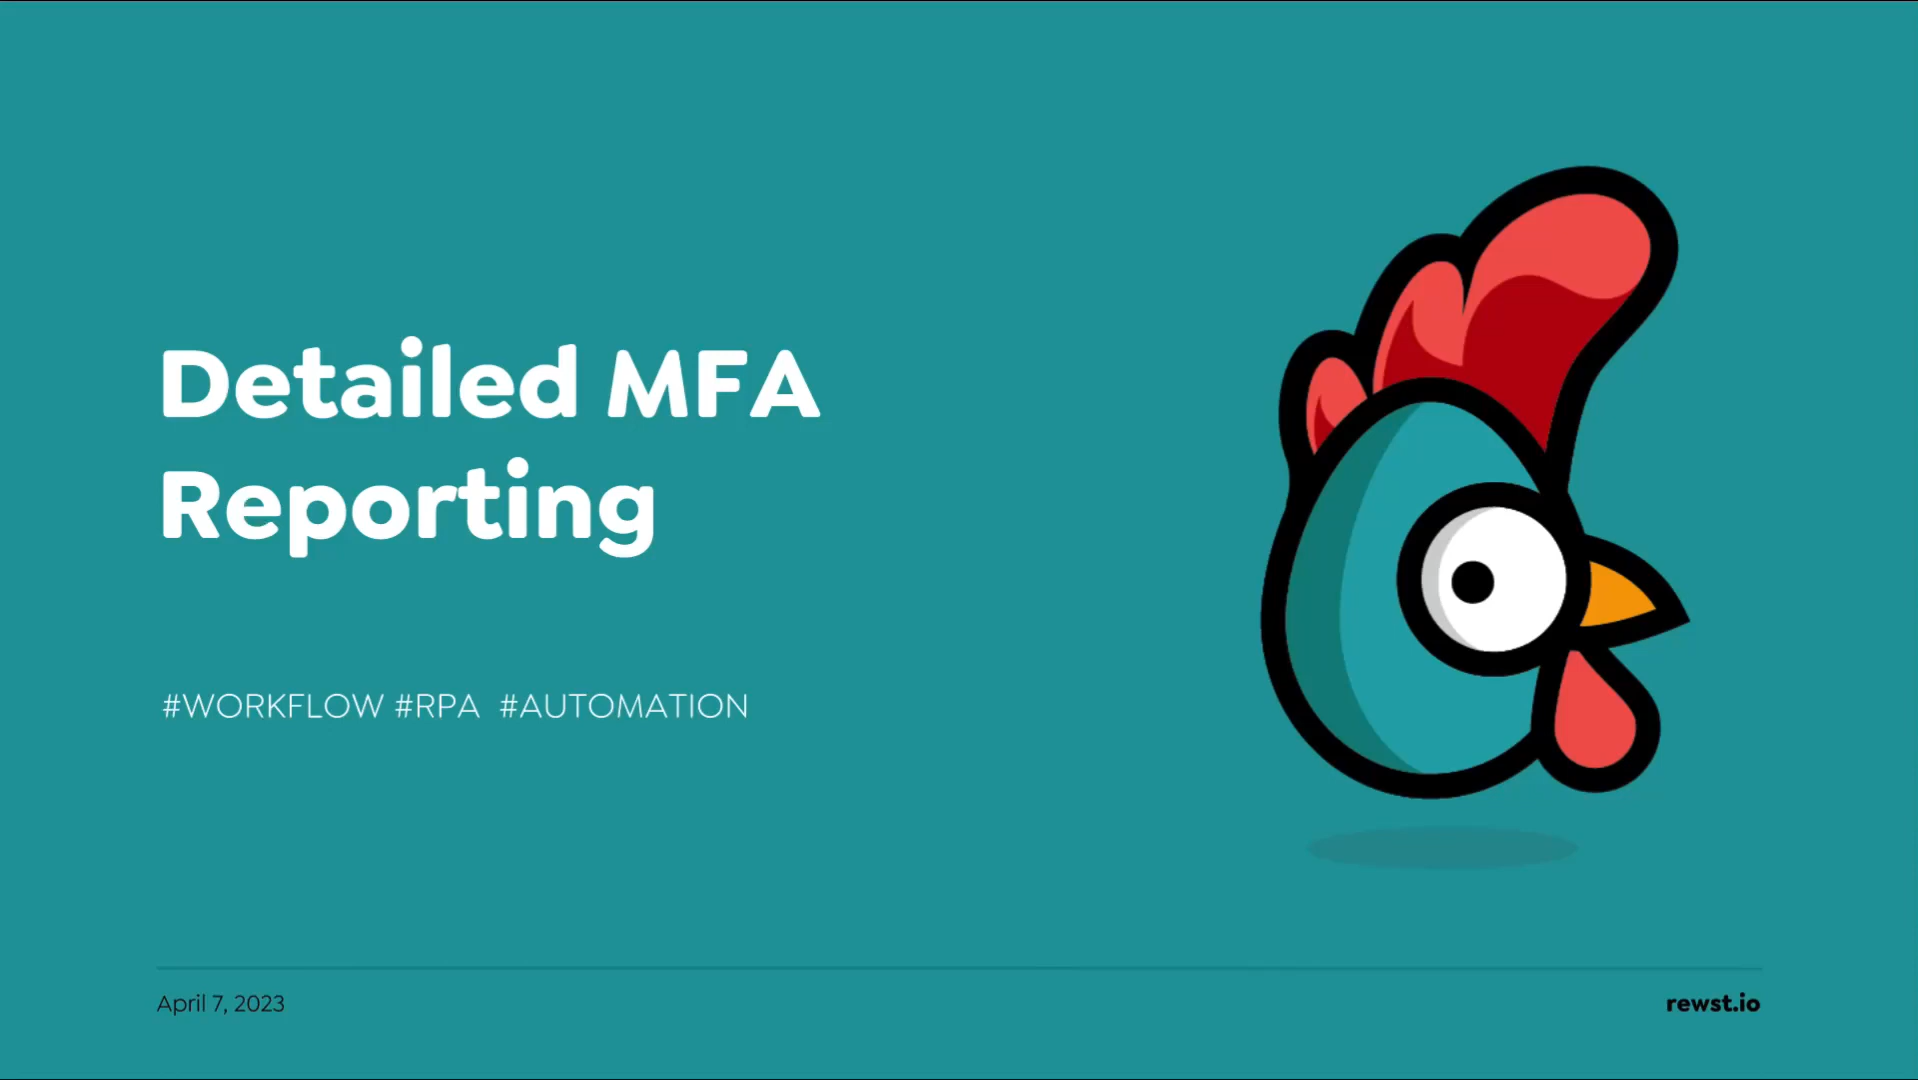 Detailed MFA
Reporting
#WORKFLOW #RPA  #AUTOMATION
April 7, 2023
rewst.io